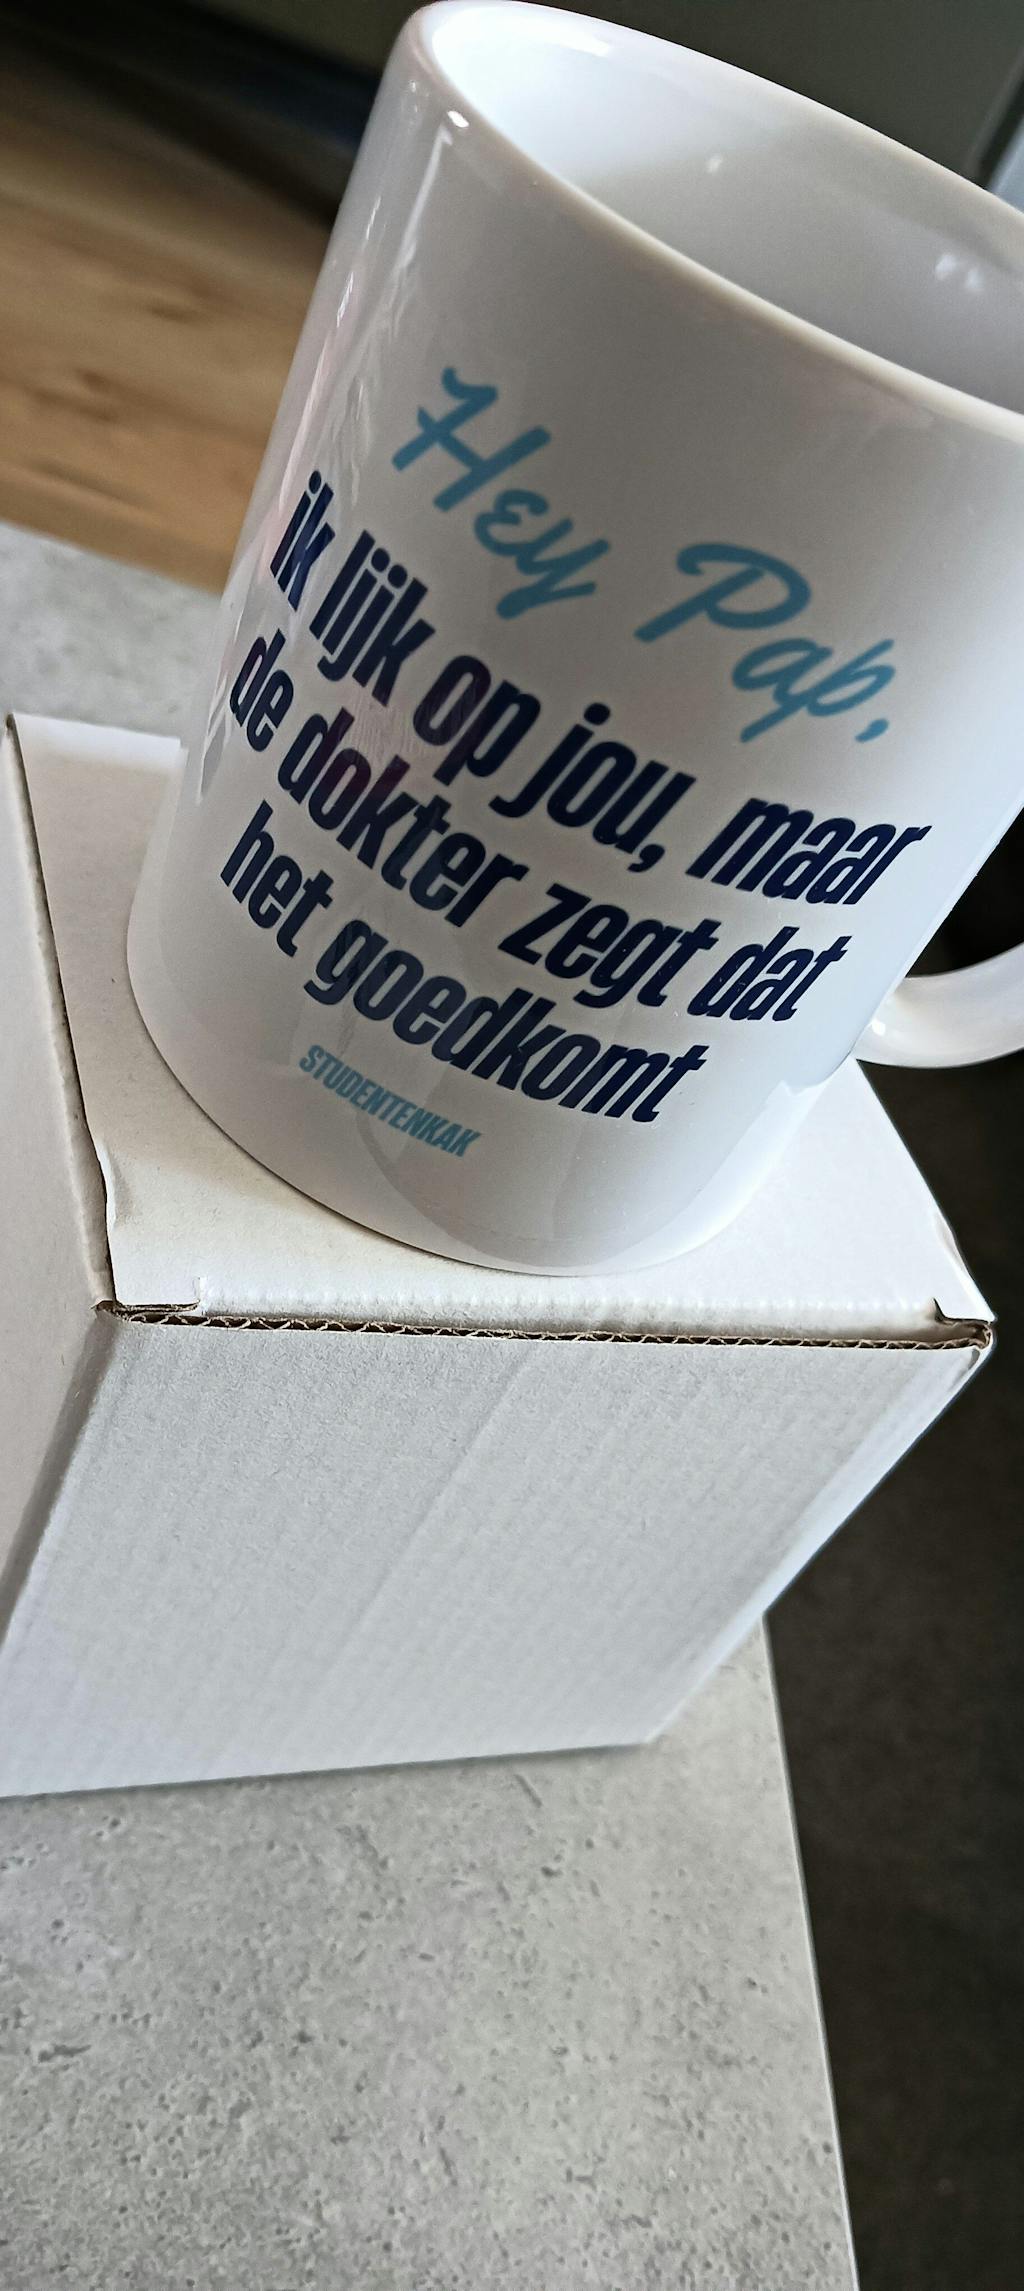 Hey Pap,
ik lijk op jou, maar
de dokter zegt dat
het goedkomt
STUDENTENKAK